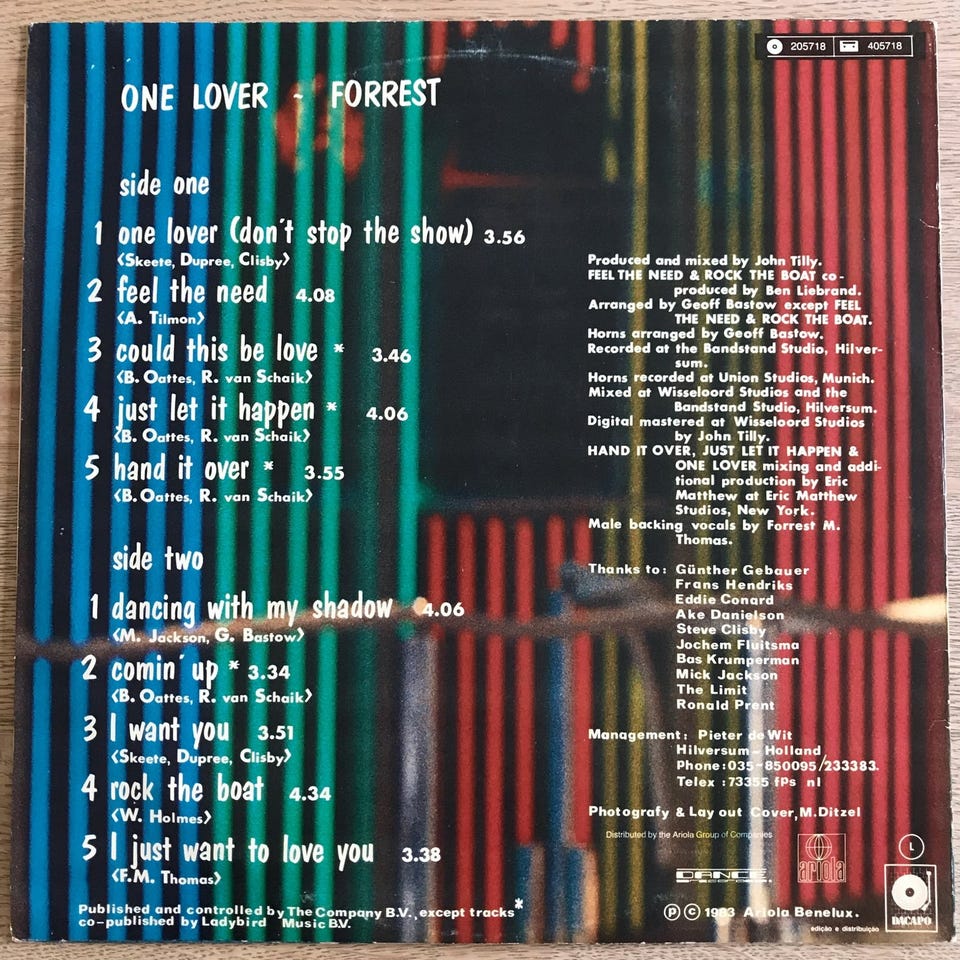 205718 405718
ONE LOVER ~ FORREST
side one
1 one lover (don't stop the show) 3.56
<Skeete, Dupree, Clisby>
2 feel the need 4.08
<A. Tilmon>
3 could this be love * 3.46
<B. Oattes, R. van Schaik>
4 just let it happen * 4.06
<B. Oattes, R. van Schaik>
5 hand it over * 3.55
<B. Oattes, R. van Schaik>
side two
1 dancing with my shadow 4.06
<M. Jackson, G. Bastow>
2 comin' up * 3.34
<B. Oattes, R. van Schaik>
3 I want you 3.51
<Skeete, Dupree, Clisby>
4 rock the boat 4.34
<W. Holmes>
5 I just want to love you 3.38
<F.M. Thomas>
Published and controlled by The Company B.V., except tracks*
co-published by Ladybird Music B.V.
Produced and mixed by John Tilly.
FEEL THE NEED & ROCK THE BOAT co-
produced by Ben Liebrand.
Arranged by Geoff Bastow except FEEL
THE NEED & ROCK THE BOAT.
Horns arranged by Geoff Bastow.
Recorded at the Bandstand Studio, Hilver-
sum.
Horns recorded at Union Studios, Munich.
Mixed at Wisseloord Studios and the
Bandstand Studio, Hilversum.
Digital mastered at Wisseloord Studios
by John Tilly.
HAND IT OVER, JUST LET IT HAPPEN &
ONE LOVER mixing and addi-
tional production by Eric
Matthew at Eric Matthew
Studios, New York.
Male backing vocals by Forrest M.
Thomas.
Thanks to: Günther Gebauer
Frans Hendriks
Eddie Conard
Ake Danielson
Steve Clisby
Jochem Fluitsma
Bas Krumperman
Mick Jackson
The Limit
Ronald Prent
Management: Pieter de Wit
Hilversum - Holland
Phone: 035-850095/233383.
Telex : 73355 fps nl
Photografy & Lay out Cover, M. Ditzel
Distributed by the Ariola Group of Companies
DANCE
records
ariola
L
DACAPO
℗ © 1983 Ariola Benelux.
edição e distribuição